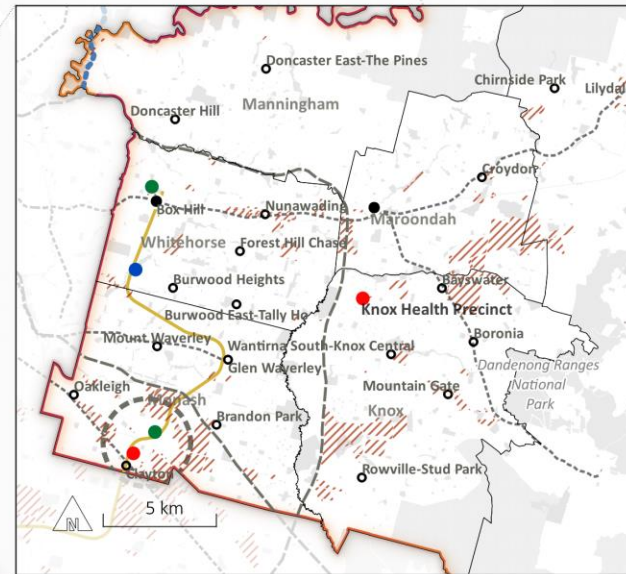 Doncaster East-The Pines
Chirnside Park
Lilydal
Manningham
Doncaster Hill
Croydon
Box Hill
Nunawading
Maroondah
Whitehorse
Forest Hill Chase
Burwood Heights
Bayswater
Burwood East-Tally Ho
Knox Health Precinct
Mount Waverley
Wantirna South-Knox Central
Boronia
Glen Waverley
Dandenong Ranges
National
Park
Oakleigh
Monash
Mountain Gate
Brandon Park
Knox
Clayton
Rowville-Stud Park
N
5 km